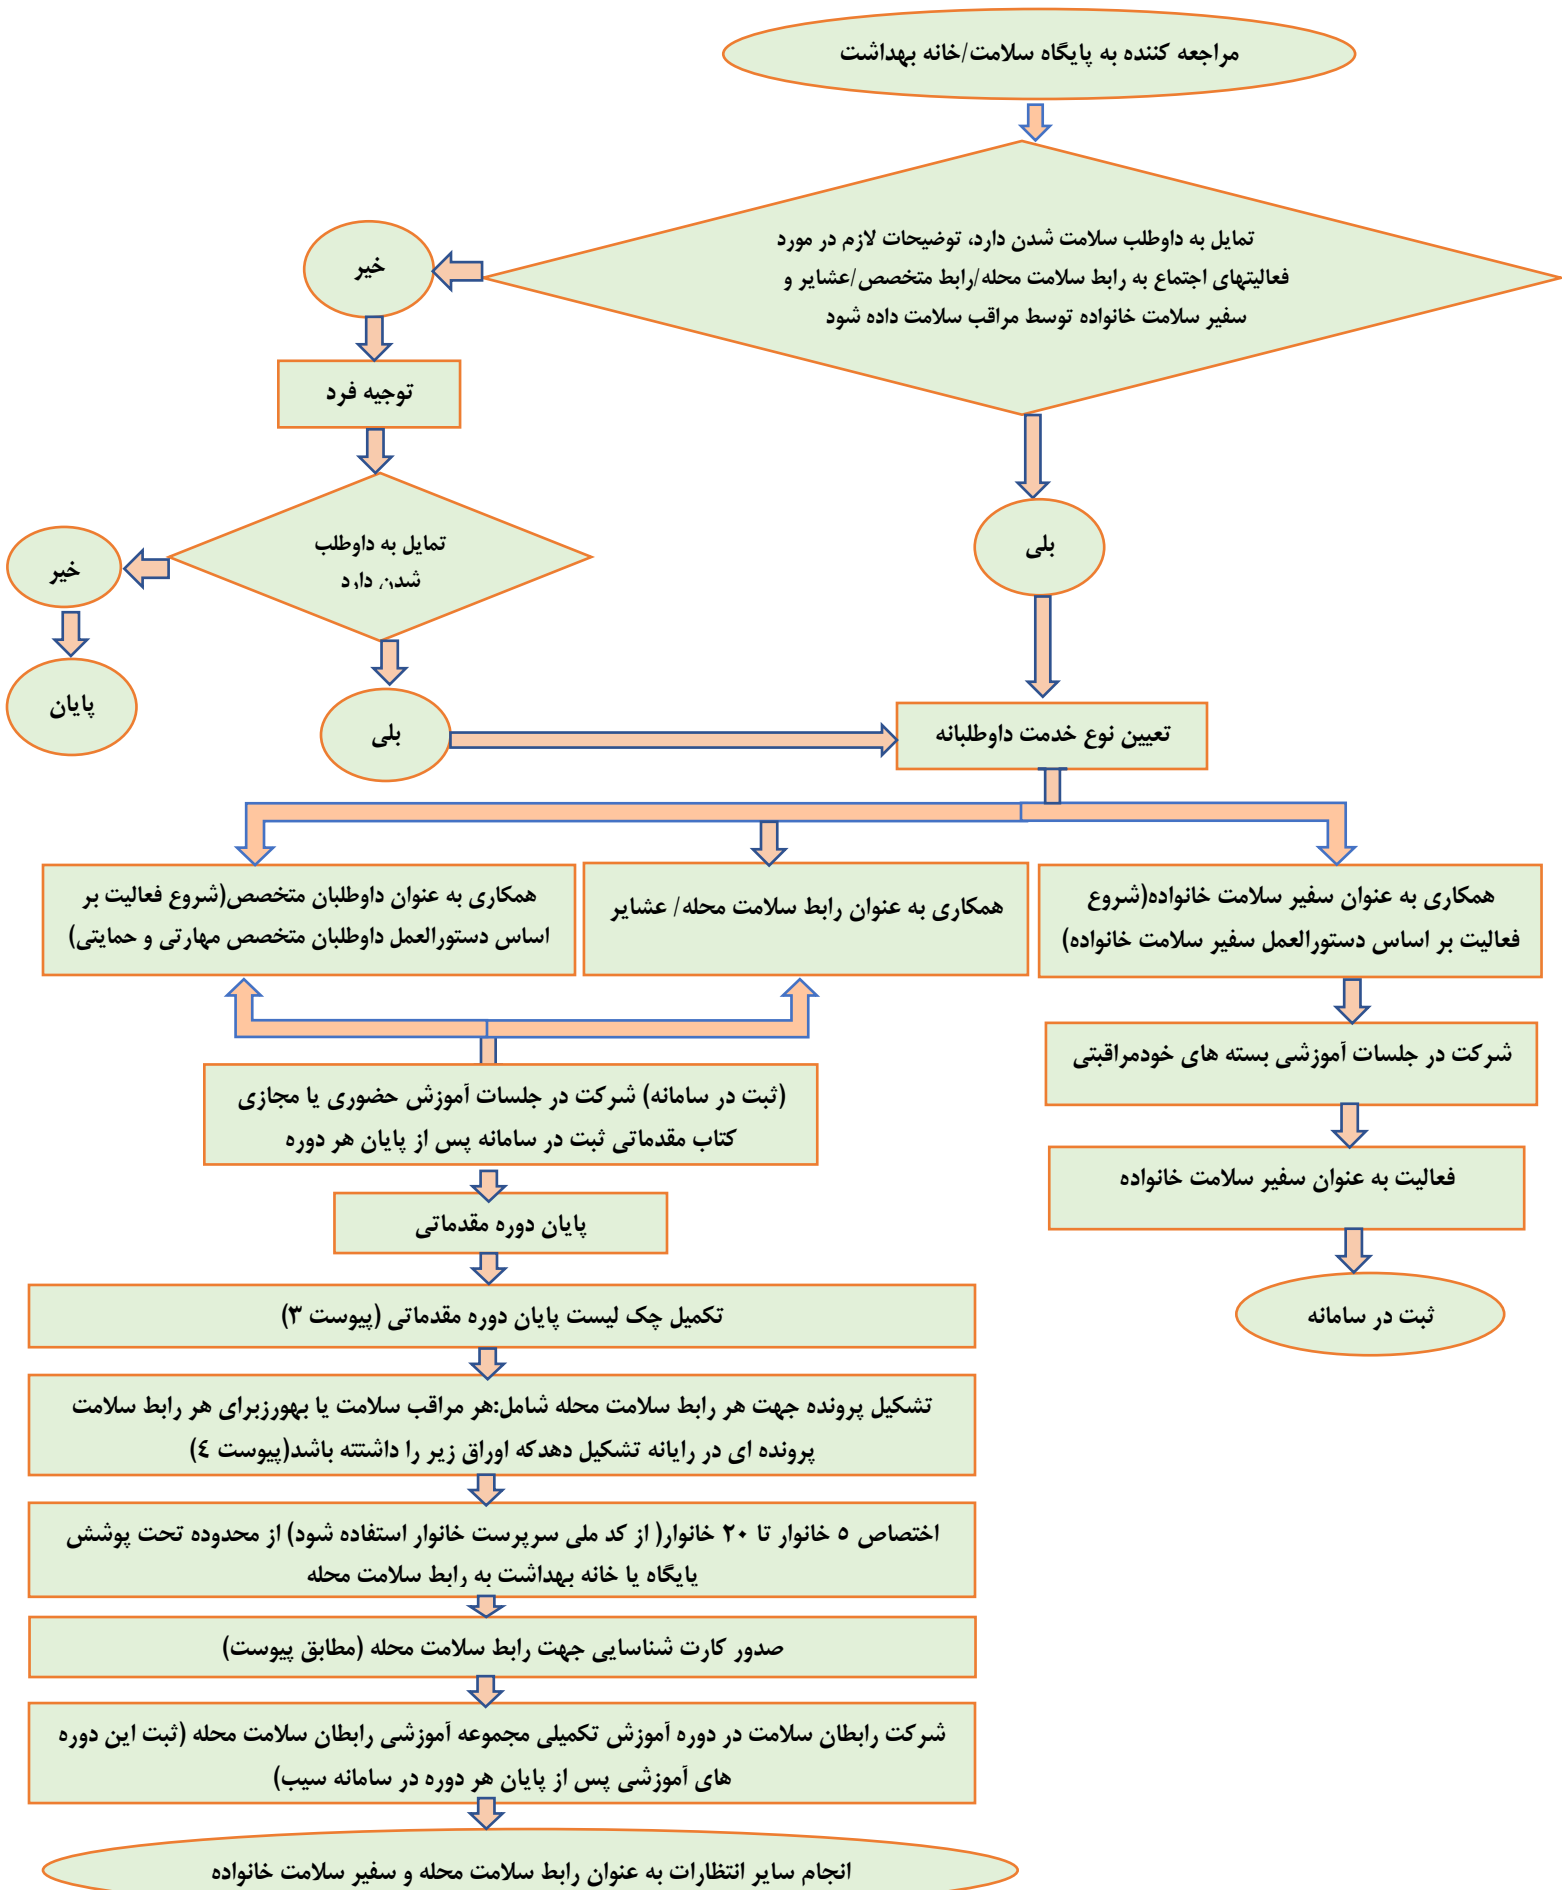 مراجعه کننده به پایگاه سلامت/خانه بهداشت
تمایل به داوطلب سلامت شدن دارد، توضیحات لازم در مورد
فعالیتهای اجتماع به رابط سلامت محله/رابط متخصص/عشایر و
سفیر سلامت خانواده توسط مراقب سلامت داده شود
خیر
توجیه فرد
تمایل به داوطلب
شدن دارد
خیر
پایان
بلی
بلی
تعیین نوع خدمت داوطلبانه
همکاری به عنوان سفیر سلامت خانواده(شروع
فعالیت بر اساس دستورالعمل سفیر سلامت خانواده)
همکاری به عنوان رابط سلامت محله/ عشایر
همکاری به عنوان داوطلبان متخصص(شروع فعالیت بر
اساس دستورالعمل داوطلبان متخصص مهارتی و حمایتی)
شرکت در جلسات آموزشی بسته های خودمراقبتی
فعالیت به عنوان سفیر سلامت خانواده
ثبت در سامانه
(ثبت در سامانه) شرکت در جلسات آموزش حضوری یا مجازی
کتاب مقدماتی ثبت در سامانه پس از پایان هر دوره
پایان دوره مقدماتی
تکمیل چک لیست پایان دوره مقدماتی (پیوست ۳)
تشکیل پرونده جهت هر رابط سلامت محله شامل:هر مراقب سلامت یا بهورزبرای هر رابط سلامت
پرونده ای در رایانه تشکیل دهدکه اوراق زیر را داشتته باشد(پیوست ٤)
اختصاص ٥ خانوار تا ۲۰ خانوار( از کد ملی سرپرست خانوار استفاده شود) از محدوده تحت پوشش
پایگاه یا خانه بهداشت به رابط سلامت محله
صدور کارت شناسایی جهت رابط سلامت محله (مطابق پیوست)
شرکت رابطان سلامت در دوره آموزش تکمیلی مجموعه آموزشی رابطان سلامت محله (ثبت این دوره
های آموزشی پس از پایان هر دوره در سامانه سیب)
انجام سایر انتظارات به عنوان رابط سلامت محله و سفیر سلامت خانواده